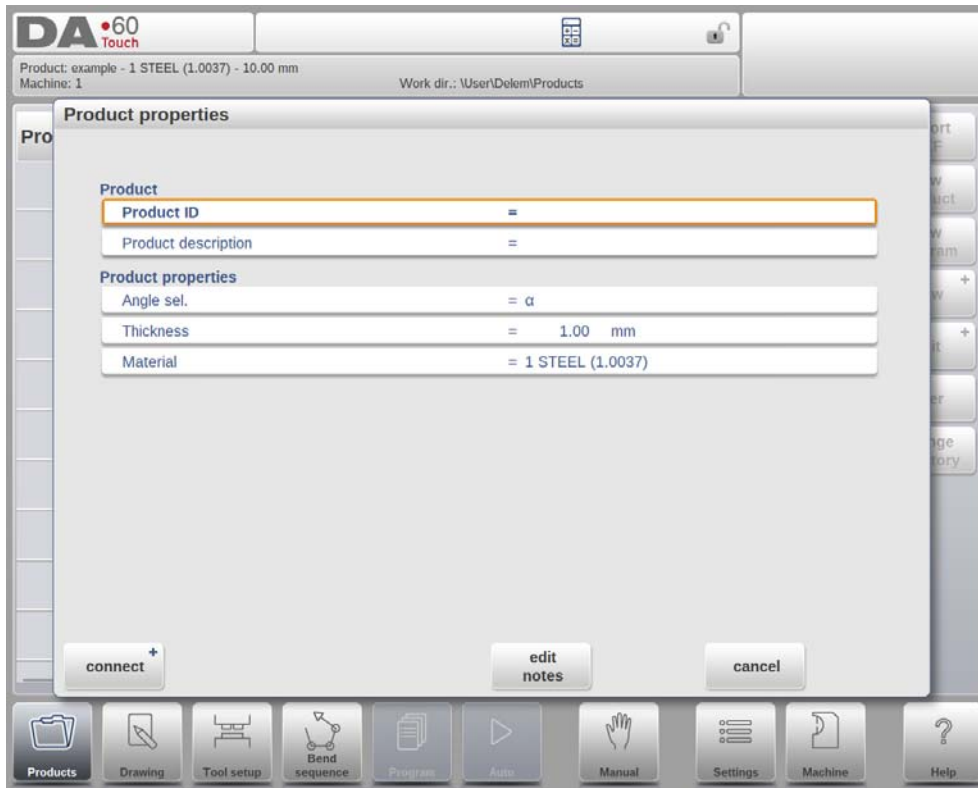 DA 60
Touch
Product: example - 1 STEEL (1.0037) - 10.00 mm
Machine: 1 Work dir.: \User\Delem\Products
Pro
Product properties
Product
Product ID =
Product description =
Product properties
Angle sel. = α
Thickness = 1.00 mm
Material = 1 STEEL (1.0037)
connect +
edit
notes
cancel
Products
Drawing
Tool setup
Bend
sequence
Program
Auto
Manual
Settings
Machine
Help